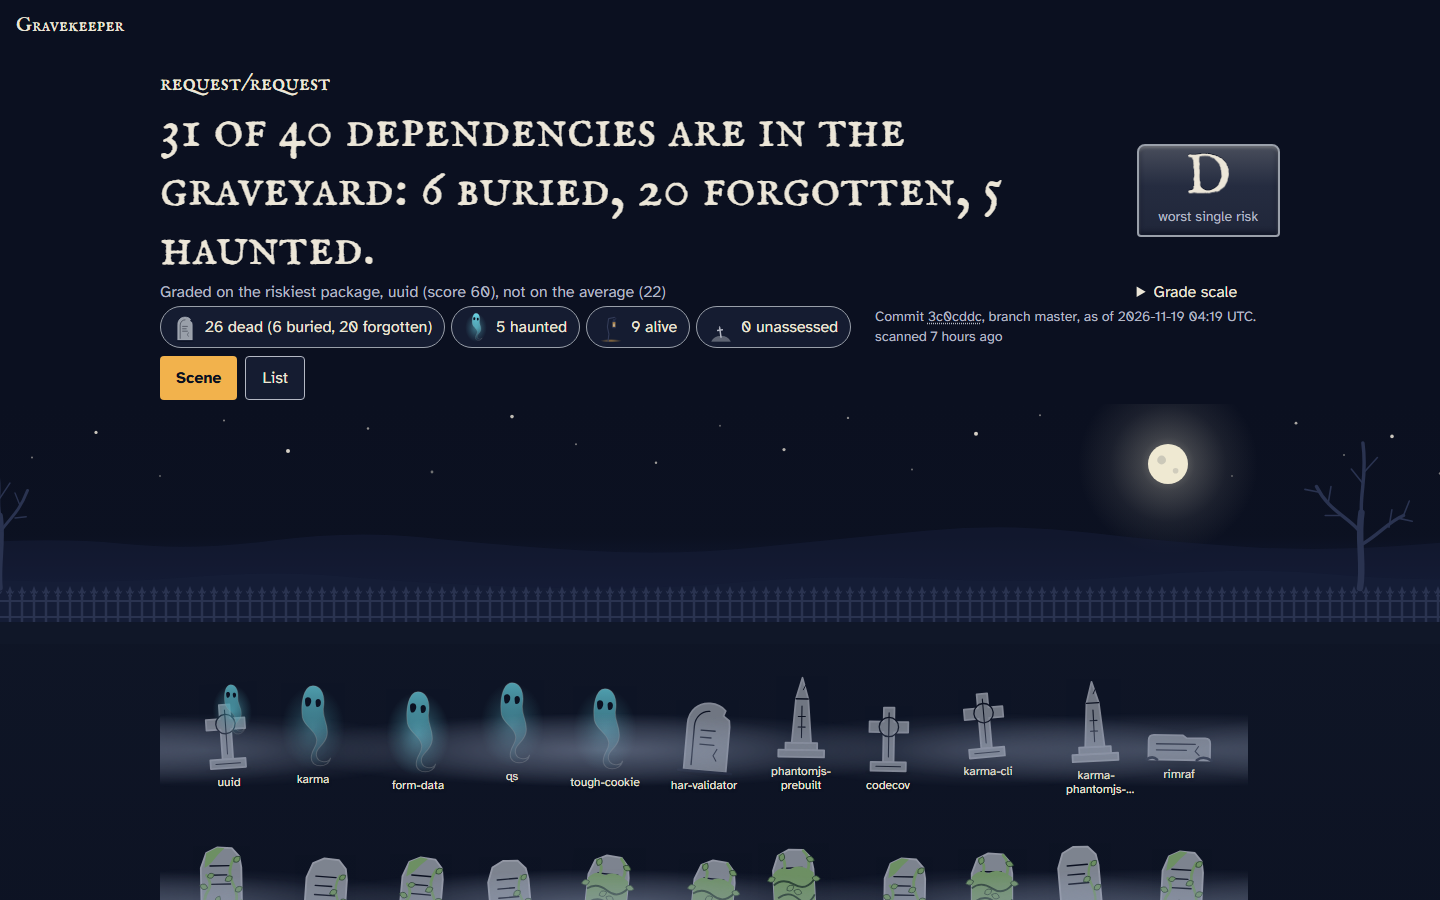 Gravekeeper
request/request
31 of 40 dependencies are in the
graveyard: 6 buried, 20 forgotten, 5
haunted.
D
worst single risk
Graded on the riskiest package, uuid (score 60), not on the average (22)
Grade scale
26 dead (6 buried, 20 forgotten)
5 haunted
9 alive
0 unassessed
Commit 3c0cddc, branch master, as of 2026-11-19 04:19 UTC.
scanned 7 hours ago
Scene
List
uuid
karma
form-data
qs
tough-cookie
har-validator
phantomjs-
prebuilt
codecov
karma-cli
karma-
phantomjs-...
rimraf